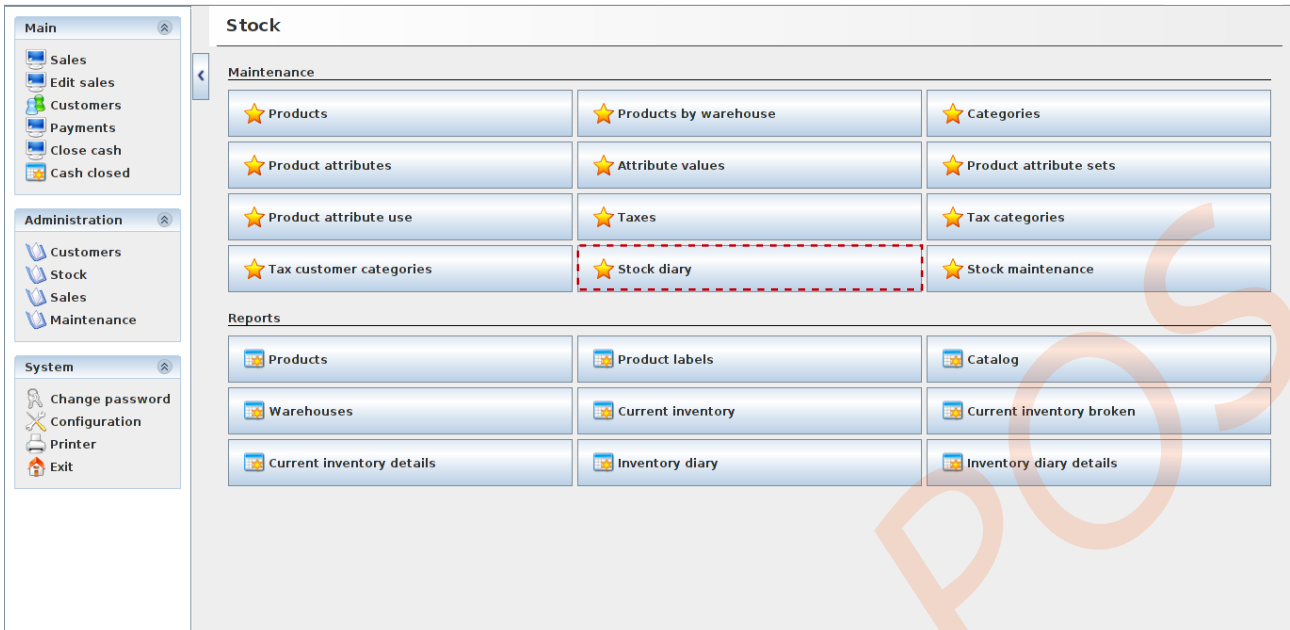 Main
Sales
Edit sales
Customers
Payments
Close cash
Cash closed
Administration
Customers
Stock
Sales
Maintenance
System
Change password
Configuration
Printer
Exit
Stock
Maintenance
Products
Products by warehouse
Categories
Product attributes
Attribute values
Product attribute sets
Product attribute use
Taxes
Tax categories
Tax customer categories
Stock diary
Stock maintenance
Reports
Products
Product labels
Catalog
Warehouses
Current inventory
Current inventory broken
Current inventory details
Inventory diary
Inventory diary details
POS